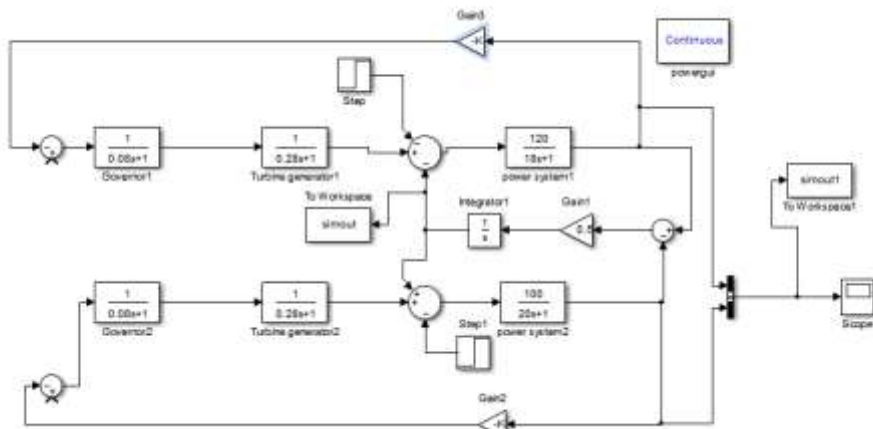 Gain3
-K-
Continuous
powergui
Step
1
0.08s+1
Governor1
1
0.28s+1
Turbine generator1
120
18s+1
power system1
To Workspace
simout
Integrator1
1
s
Gain1
0.5
simout1
To Workspace1
1
0.08s+1
Governor2
1
0.28s+1
Turbine generator2
Step1
100
20s+1
power system2
Scope
Gain2
-K-